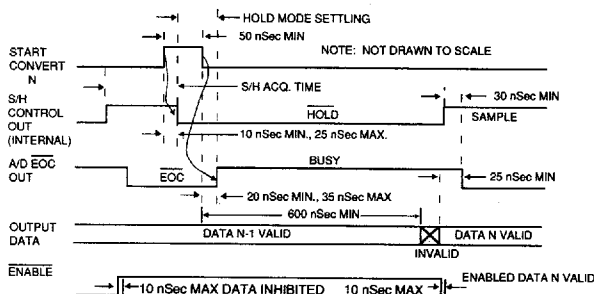 HOLD MODE SETTLING
50 nSec MIN
START
CONVERT
N
NOTE: NOT DRAWN TO SCALE
S/H ACQ. TIME
S/H
CONTROL
OUT
(INTERNAL)
30 nSec MIN
HOLD
SAMPLE
10 nSec MIN., 25 nSec MAX.
A/D EOC
OUT
BUSY
EOC
25 nSec MIN
20 nSec MIN., 35 nSec MAX
600 nSec MIN
OUTPUT
DATA
DATA N-1 VALID
DATA N VALID
INVALID
ENABLE
ENABLED DATA N VALID
10 nSec MAX DATA INHIBITED
10 nSec MAX